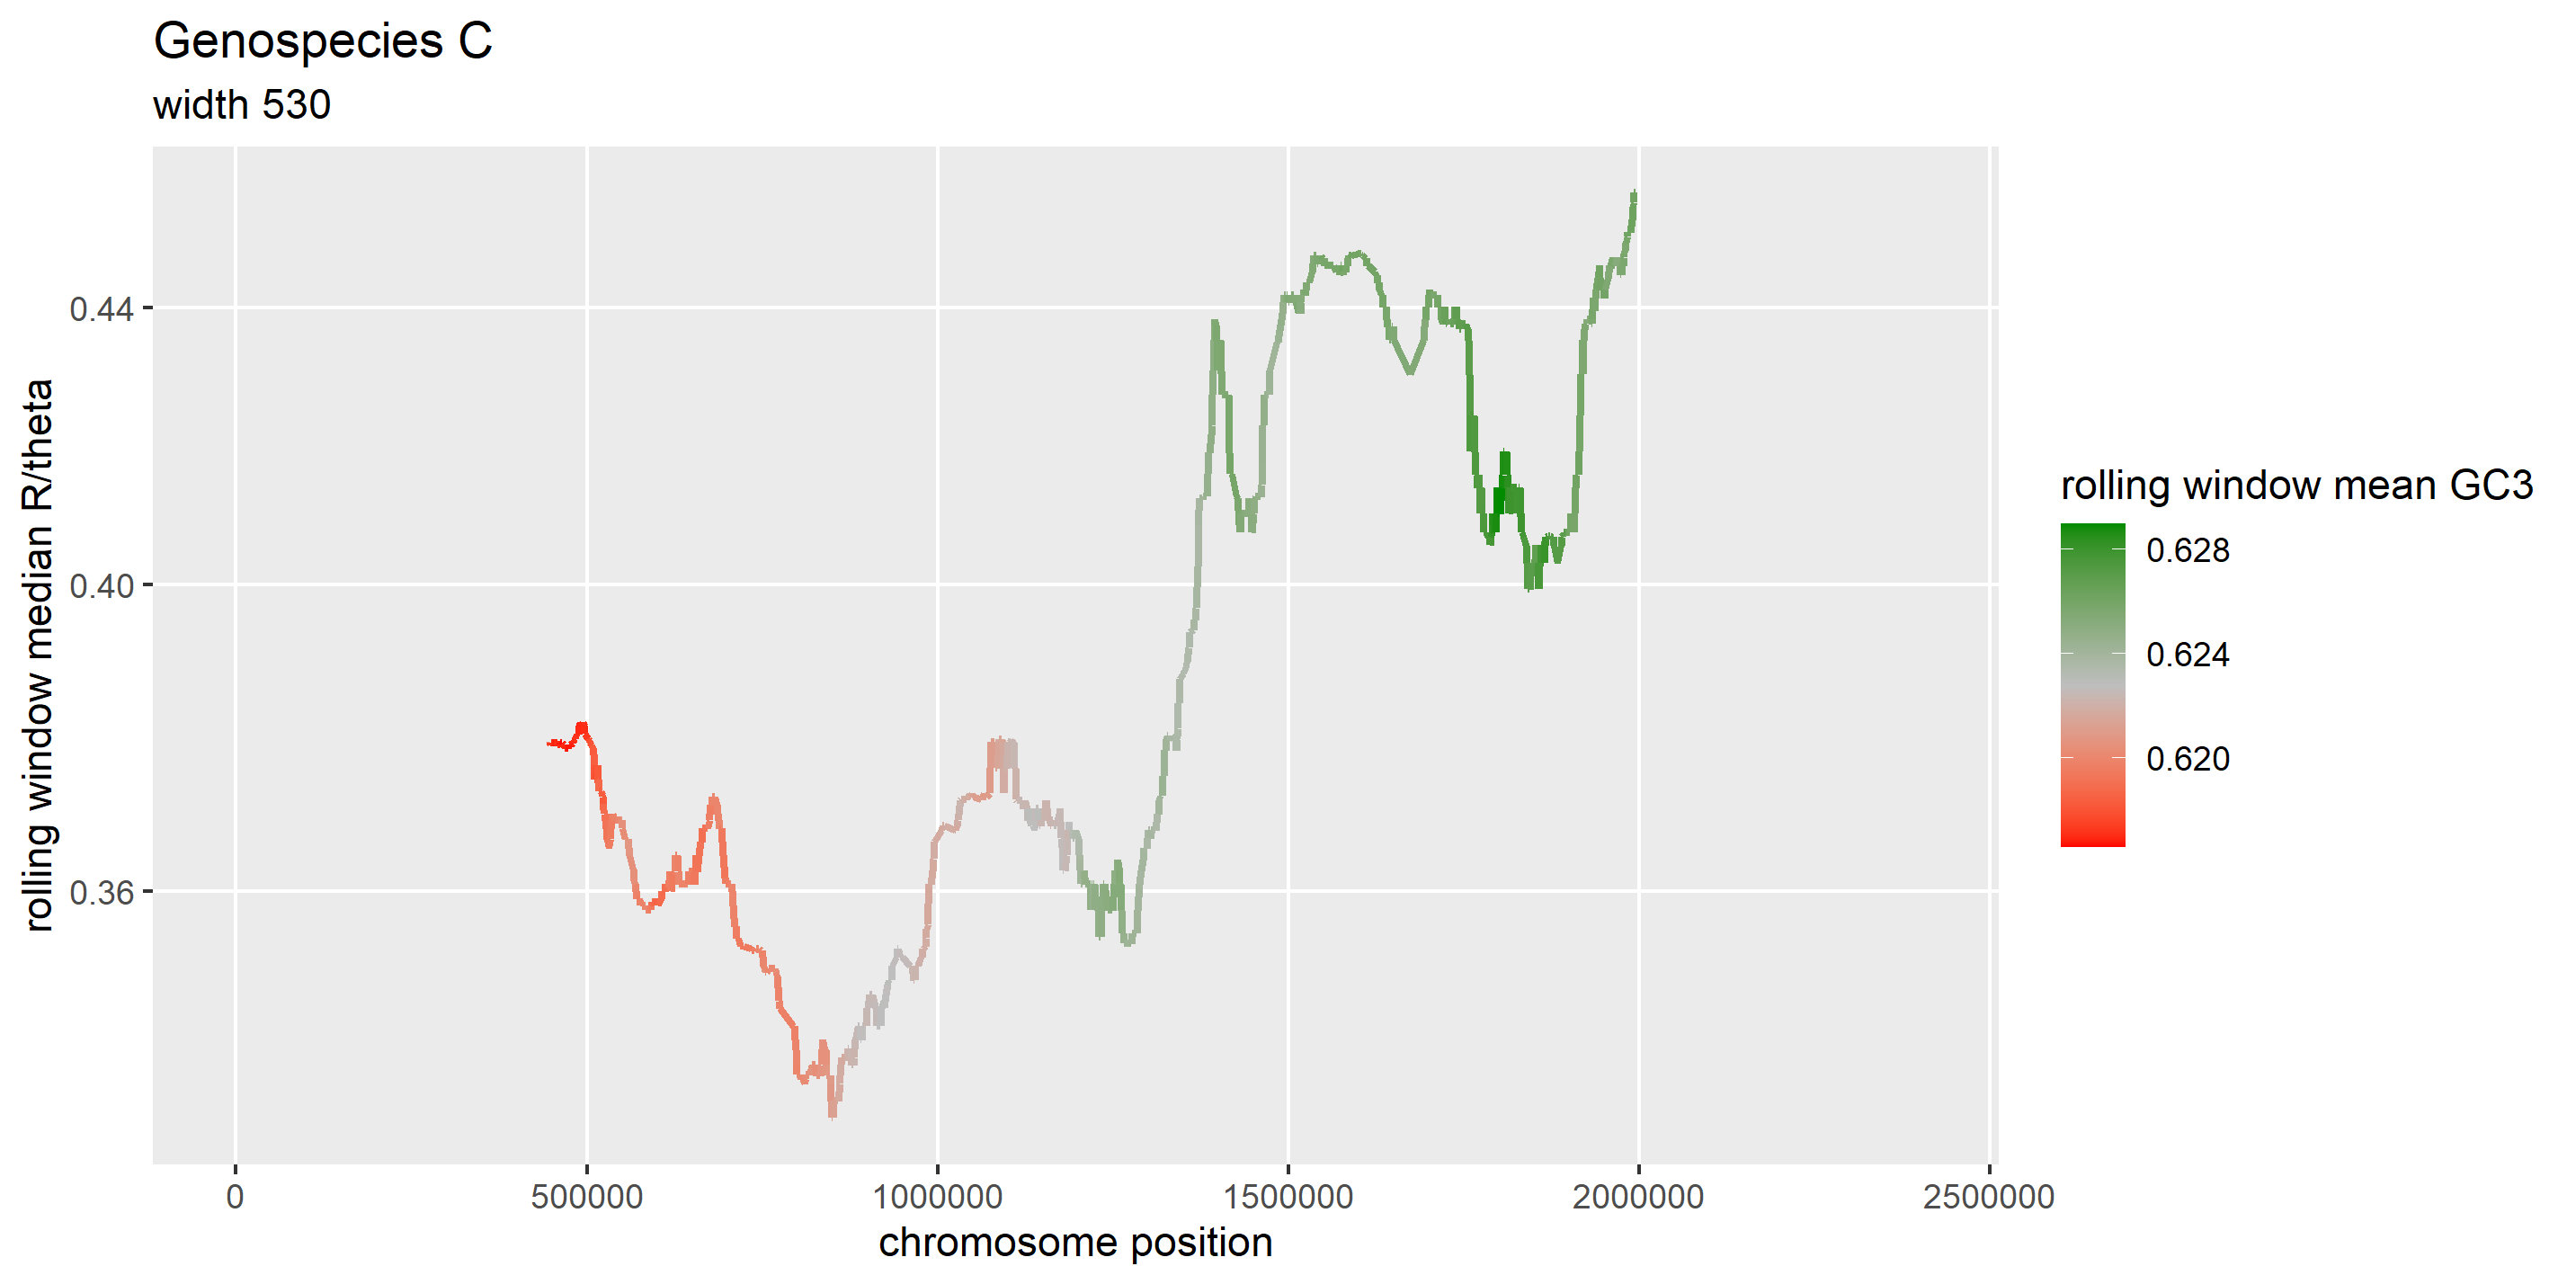 Genospecies C
width 530
rolling window median R/theta
0.44
0.40
0.36
0
500000
1000000
1500000
2000000
2500000
chromosome position
rolling window mean GC3
0.628
0.624
0.620